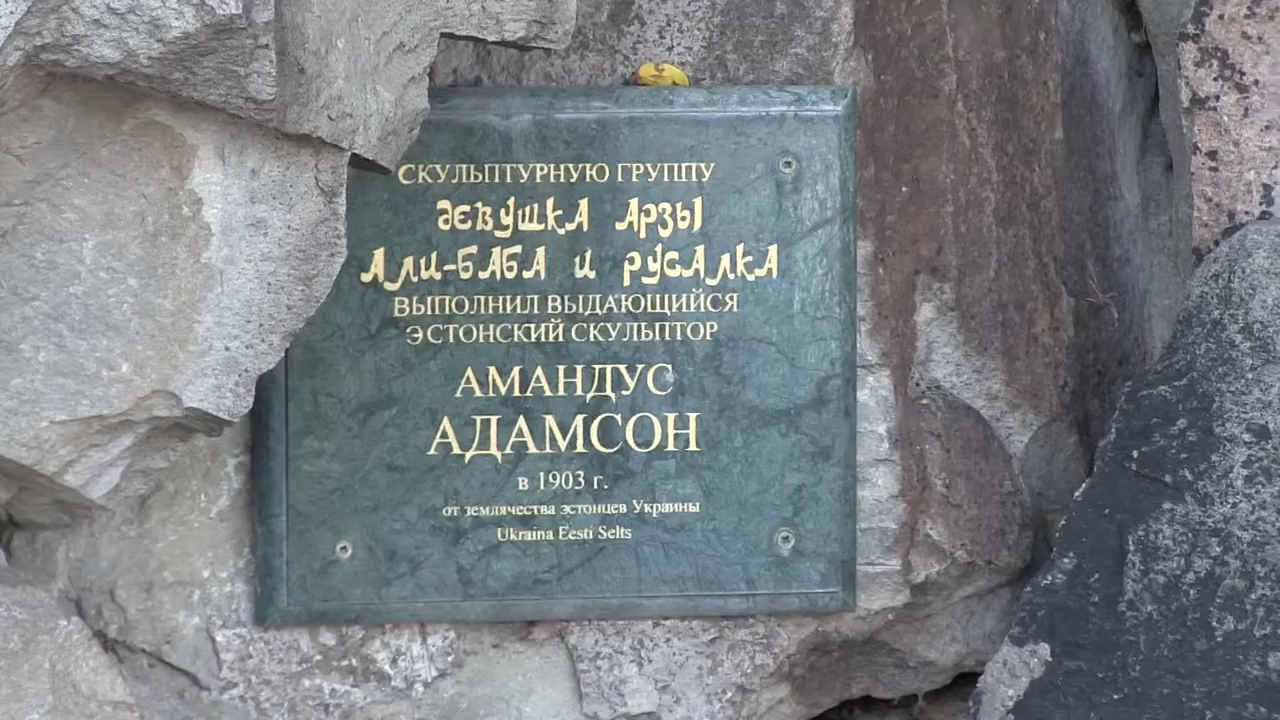 СКУЛЬПТУРНУЮ ГРУППУ
ДЕВУШКА АРЗЫ
АЛИ-БАБА И РУСАЛКА
ВЫПОЛНИЛ ВЫДАЮЩИЙСЯ
ЭСТОНСКИЙ СКУЛЬПТОР
АМАНДУС
АДАМСОН
в 1903 г.
от землячества эстонцев Украины
Ukraina Eesti Selts